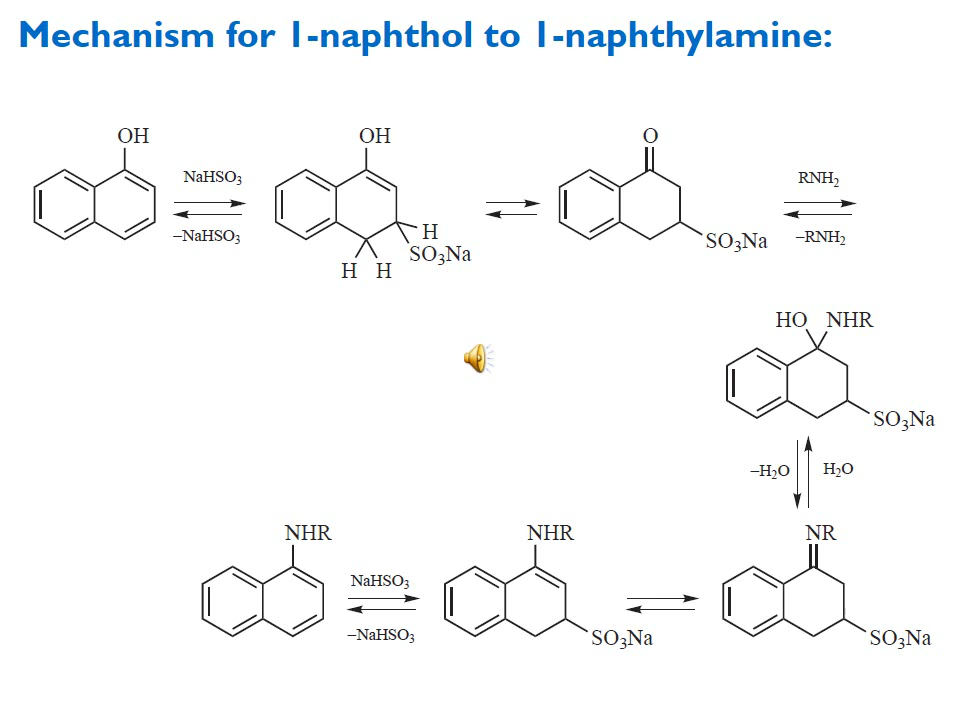 Mechanism for 1-naphthol to 1-naphthylamine:
OH
NaHSO₃
−NaHSO₃
OH
H
SO₃Na
H H
O
SO₃Na
RNH₂
−RNH₂
HO NHR
SO₃Na
−H₂O H₂O
NHR
NaHSO₃
−NaHSO₃
NHR
SO₃Na
NR
SO₃Na